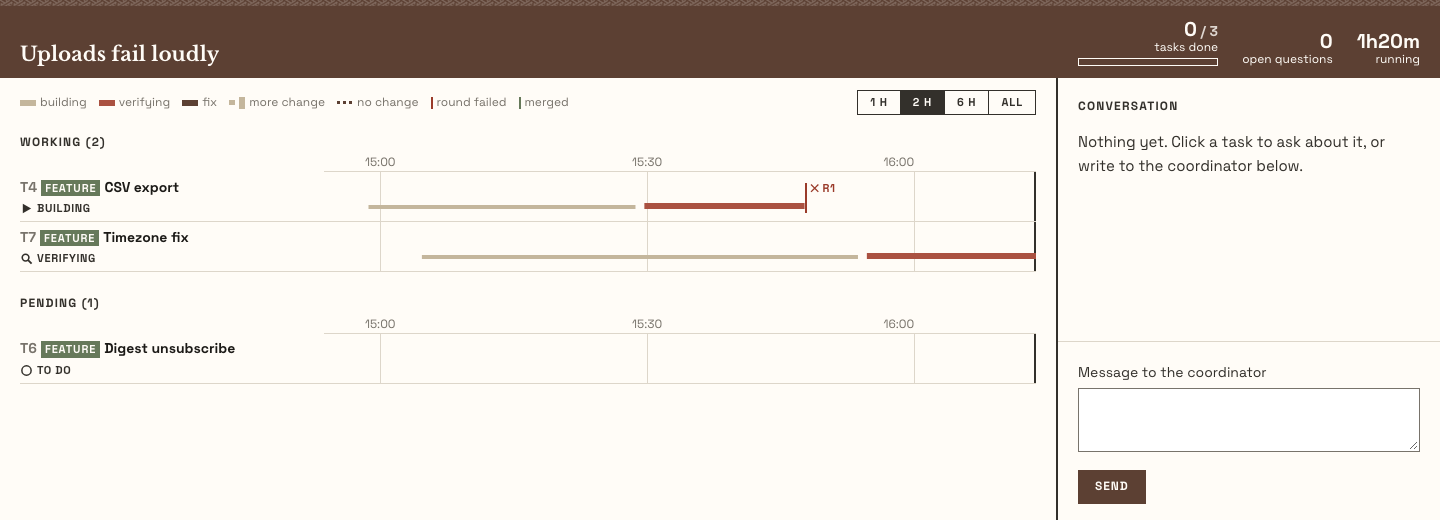 Uploads fail loudly
0 / 3
tasks done
0
open questions
1h20m
running
building verifying fix more change no change round failed merged
1 H 2 H 6 H ALL
WORKING (2)
15:00 15:30 16:00
T4 FEATURE CSV export
BUILDING
R1
T7 FEATURE Timezone fix
VERIFYING
PENDING (1)
15:00 15:30 16:00
T6 FEATURE Digest unsubscribe
TO DO
CONVERSATION
Nothing yet. Click a task to ask about it, or
write to the coordinator below.
Message to the coordinator
SEND